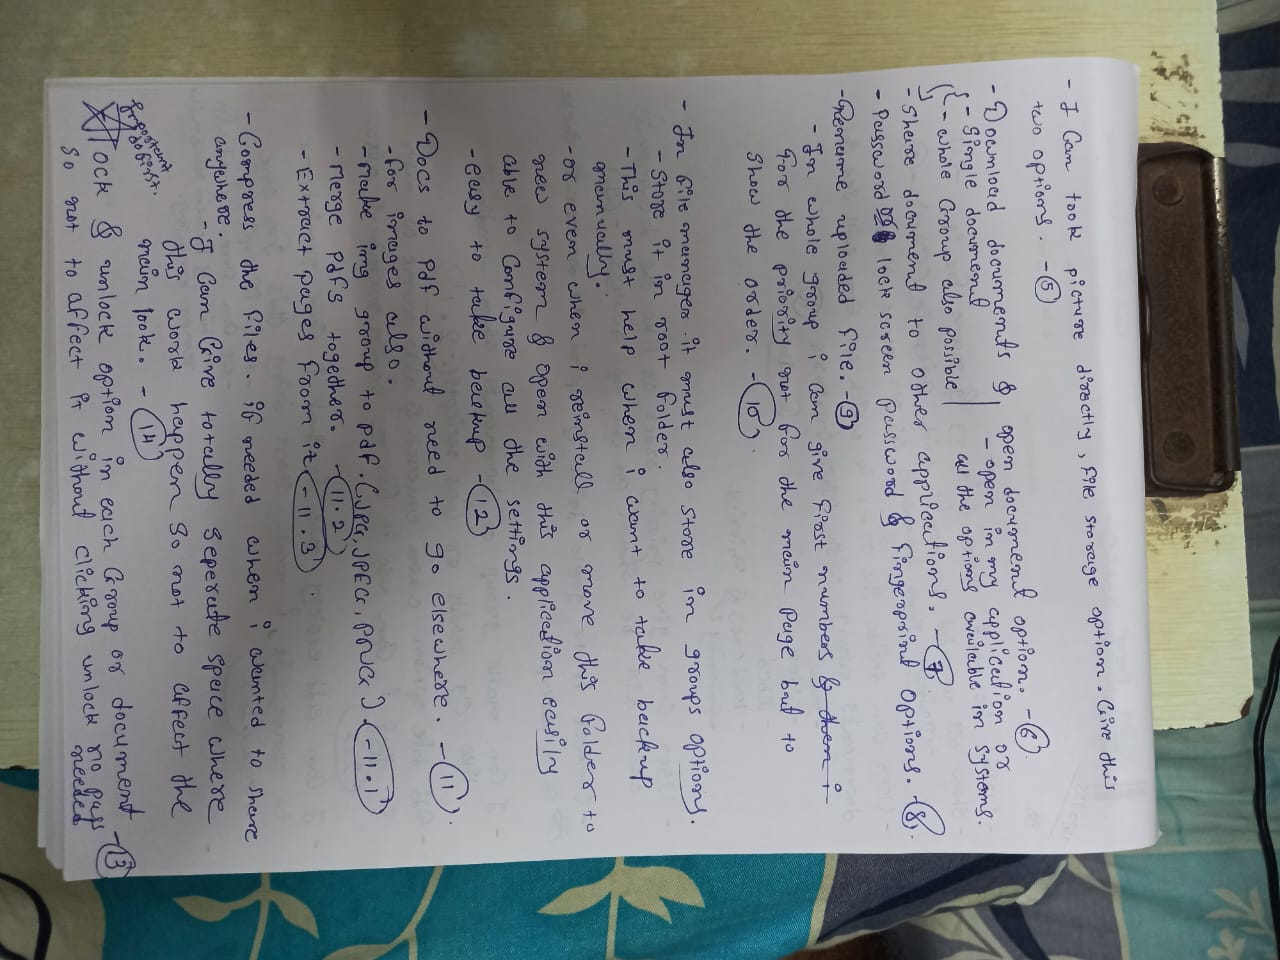 - I Can took picture directly, File storage option. Give this
two options. - 5
- Download documents & open document option. - 6
{ - Single document | - open in my application or
- whole Group also possible | all the options available in systems.
- Share document to other applications. - 7
- Password lock screen password & Fingerprint options. - 8.
- Rename uploaded file. - 9
- In whole group i can give First numbers & then i
For the priority not for the main page but to
show the order. - 10.
- In file manager it must also store in groups options.
- Store it in root folder.
- This must help when i want to take backup
manually.
- or even when i reinstall or move this folder to
new system & open with this application easily
able to Configure all the settings.
- easy to take backup - 12
- Docs to Pdf without need to go elsewhere. - 11.
- for images also.
- make img group to pdf. (JPG, JPEG, PNG). - 11.1
- Merge Pdfs together. - 11.2
- Extract pages from it - 11.3.
- Compress the files. if needed when i wanted to share
anywhere.
- I Can Give totally seperate space where
this work happen so not to affect the
main look. - 14
Important
do first.
lock & unlock option in each Group or document - 13
so not to affect it without clicking unlock no pass
needed